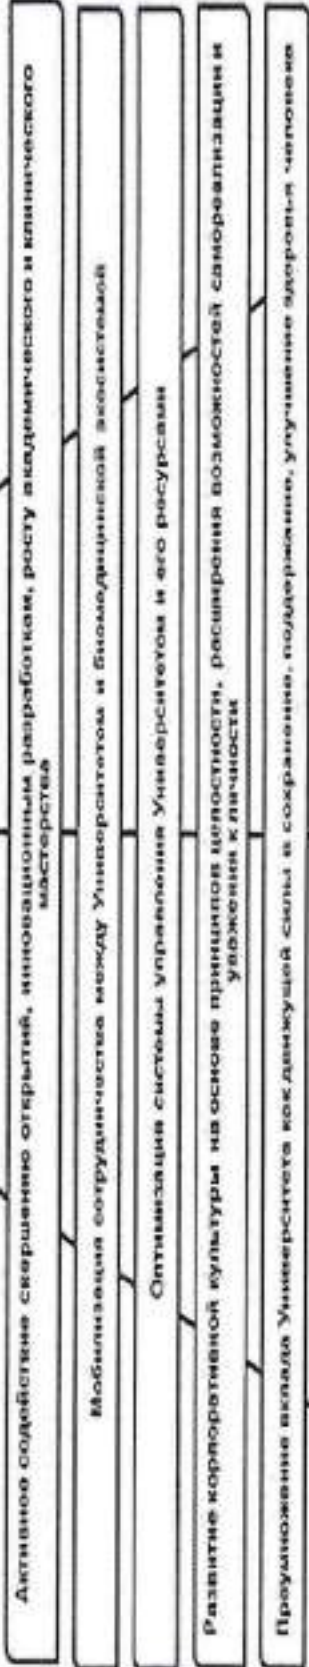 Активное содействие свершению открытий, инновационным разработкам, росту академического и клинического
мастерства
Мобилизация сотрудничества между Университетом и биомедицинской экосистемой
Оптимизация системы управления Университетом и его ресурсами
Развитие корпоративной культуры на основе принципов целостности, расширения возможностей самореализации и
уважения к личности
Преумножение вклада Университета как движущей силы в сохранение, поддержание, улучшение здоровья человека